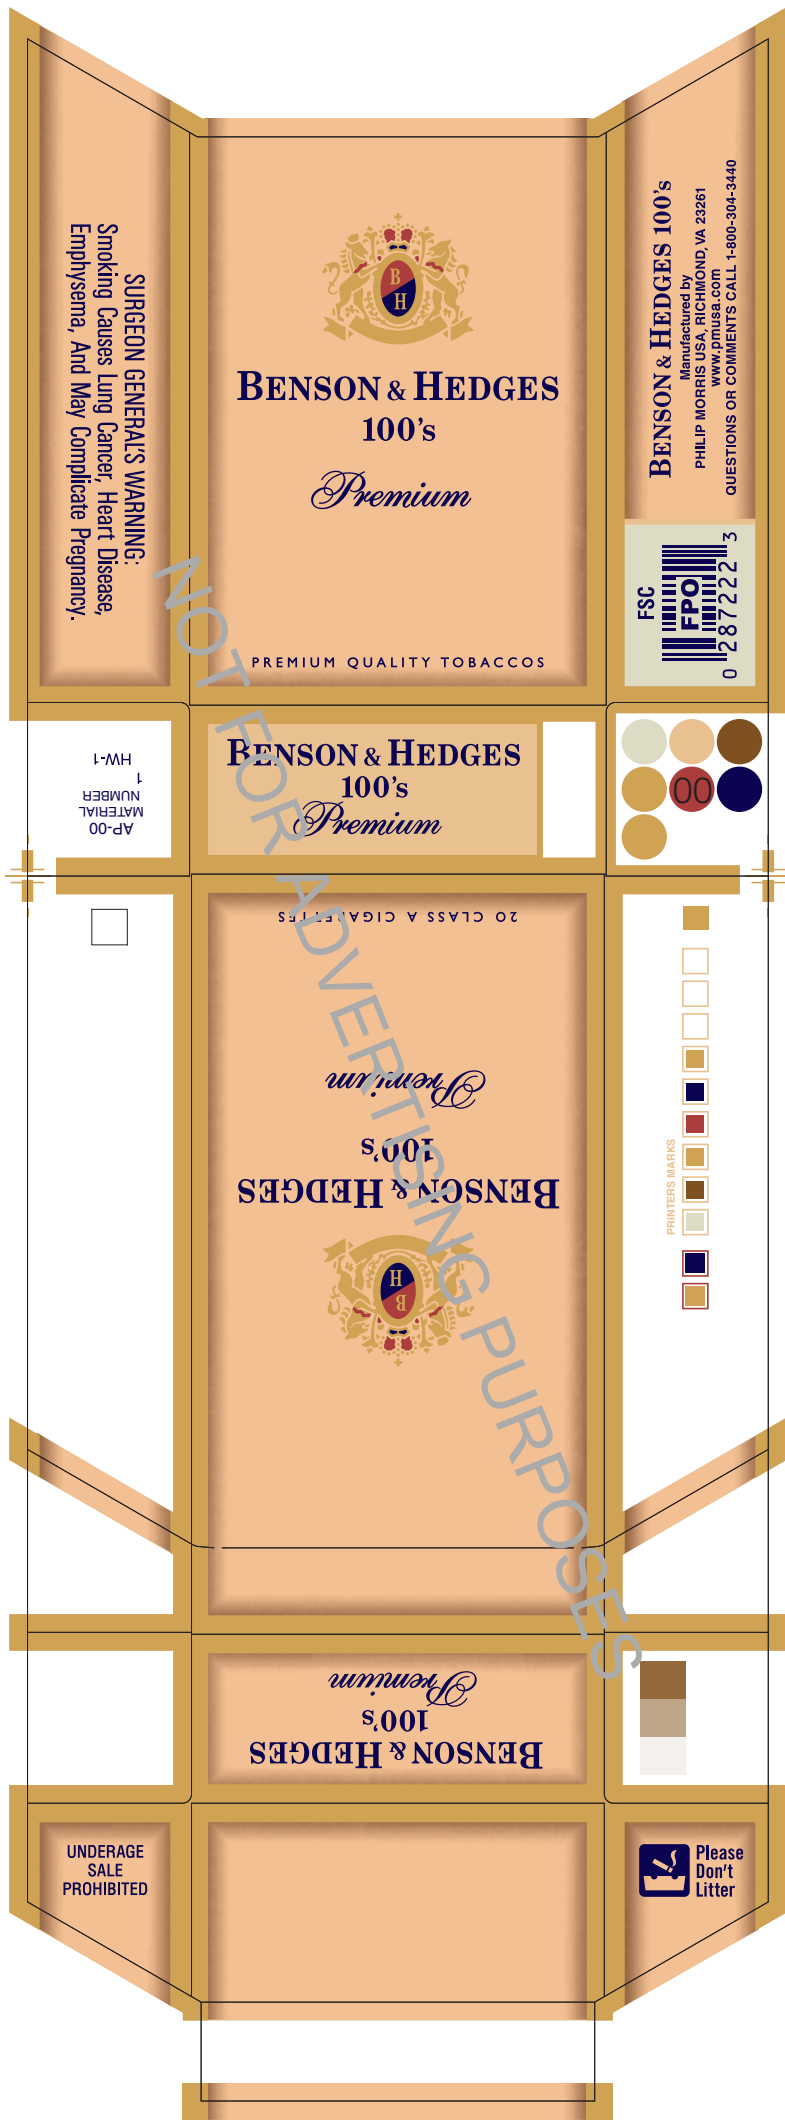 SURGEON GENERAL'S WARNING:
Smoking Causes Lung Cancer, Heart Disease,
Emphysema, And May Complicate Pregnancy.
B
H
BENSON & HEDGES
100's
Premium
PREMIUM QUALITY TOBACCOS
BENSON & HEDGES 100's
Manufactured by
PHILIP MORRIS USA, RICHMOND, VA 23261
www.pmusa.com
QUESTIONS OR COMMENTS CALL 1-800-304-3440
FSC
FPO
0 287222 3
AP-00
MATERIAL
NUMBER
1
HW-1
BENSON & HEDGES
100's
Premium
00
20 CLASS A CIGARETTES
Premium
100's
BENSON & HEDGES
B
H
PRINTERS MARKS
NOT FOR ADVERTISING PURPOSES
BENSON & HEDGES
100's
Premium
UNDERAGE
SALE
PROHIBITED
Please
Don't
Litter